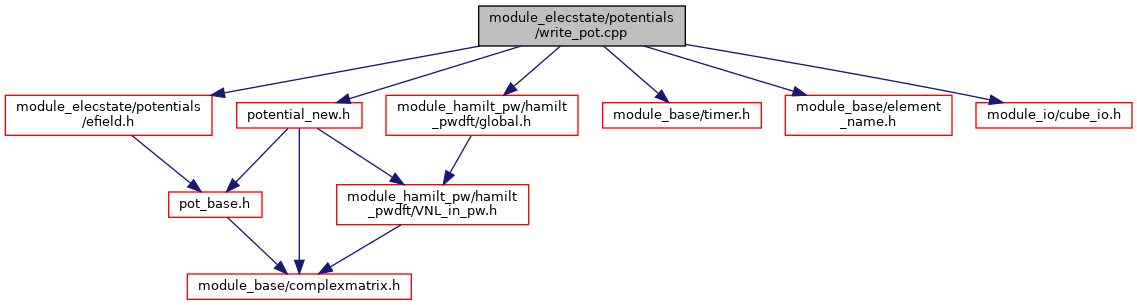 module_elecstate/potentials
/write_pot.cpp
module_elecstate/potentials
/efield.h
potential_new.h
module_hamilt_pw/hamilt
_pwdft/global.h
module_base/timer.h
module_base/element
_name.h
module_io/cube_io.h
pot_base.h
module_hamilt_pw/hamilt
_pwdft/VNL_in_pw.h
module_base/complexmatrix.h